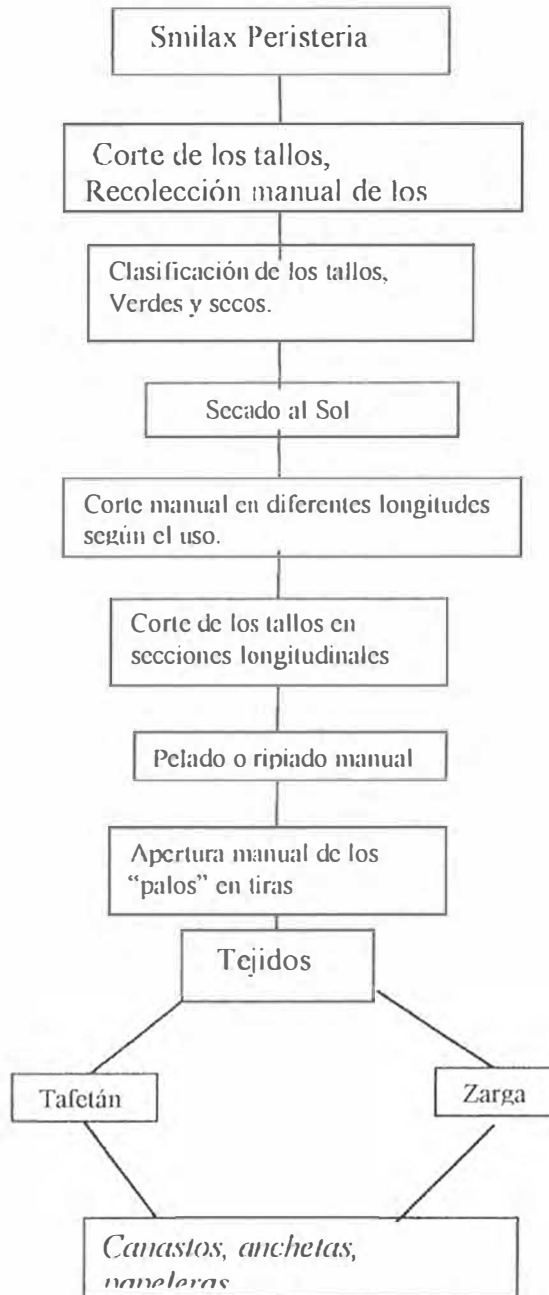 Smilax Peristeria
Corte de los tallos,
Recolección manual de los
Clasificación de los tallos,
Verdes y secos.
Secado al Sol
Corte manual en diferentes longitudes
según el uso.
Corte de los tallos en
secciones longitudinales
Pelado o ripiado manual
Apertura manual de los
“palos” en tiras
Tejidos
Tafetán
Zarga
Canastos, anchetas,
papeleras